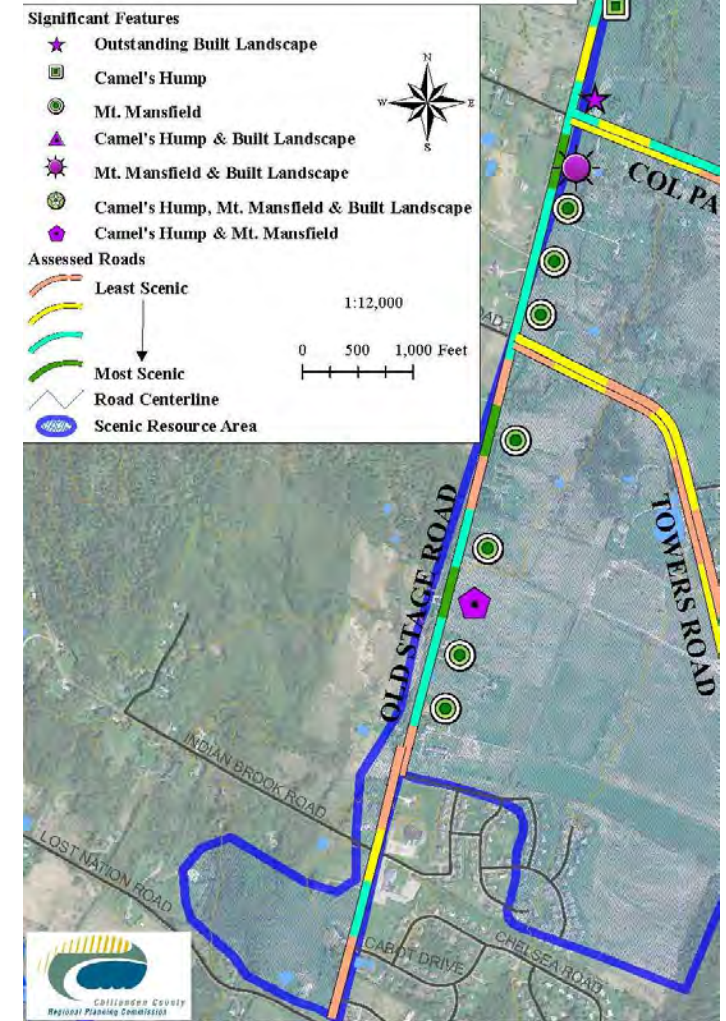 Significant Features
Outstanding Built Landscape
Camel's Hump
Mt. Mansfield
Camel's Hump & Built Landscape
Mt. Mansfield & Built Landscape
Camel's Hump, Mt. Mansfield & Built Landscape
Camel's Hump & Mt. Mansfield
N
W E
S
Assessed Roads
Least Scenic
Most Scenic
Road Centerline
Scenic Resource Area
1:12,000
0 500 1,000 Feet
COL PA
OAD
OLD STAGE ROAD
TOWERS ROAD
INDIAN BROOK ROAD
LOST NATION ROAD
CABOT DRIVE
CHELSEA ROAD
Chittenden County
Regional Planning Commission